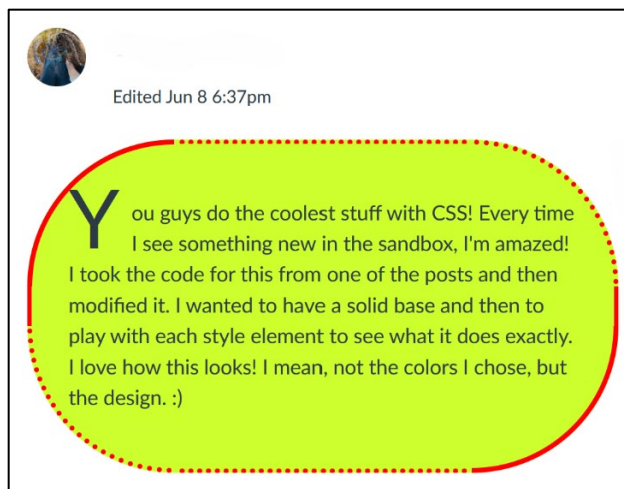 Edited Jun 8 6:37pm
You guys do the coolest stuff with CSS! Every time
I see something new in the sandbox, I'm amazed!
I took the code for this from one of the posts and then
modified it. I wanted to have a solid base and then to
play with each style element to see what it does exactly.
I love how this looks! I mean, not the colors I chose, but
the design. :)